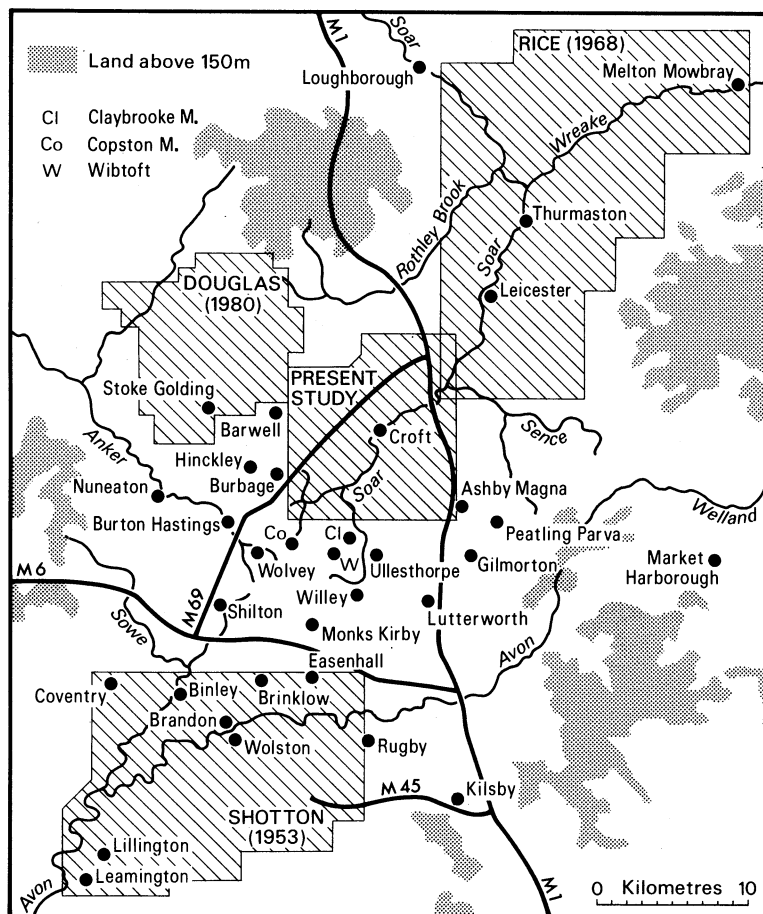 M1
Soar
RICE (1968)
Land above 150m
Loughborough
Melton Mowbray
Cl Claybrooke M.
Co Copston M.
W Wibtoft
Wreake
Thurmaston
Rothley Brook
Soar
DOUGLAS
(1980)
Leicester
PRESENT
STUDY
Stoke Golding
Barwell
Croft
Sence
Anker
Hinckley
Burbage
Soar
Nuneaton
Ashby Magna
Welland
Burton Hastings
Peatling Parva
Co
Cl
W
Wolvey
Ullesthorpe
Gilmorton
Market
Harborough
M6
M69
Shilton
Willey
Lutterworth
Sowe
Monks Kirby
Avon
Easenhall
Coventry
Binley
Brinklow
Brandon
Wolston
Rugby
M45
Kilsby
SHOTTON
(1953)
Lillington
Leamington
Avon
M1
0 Kilometres 10